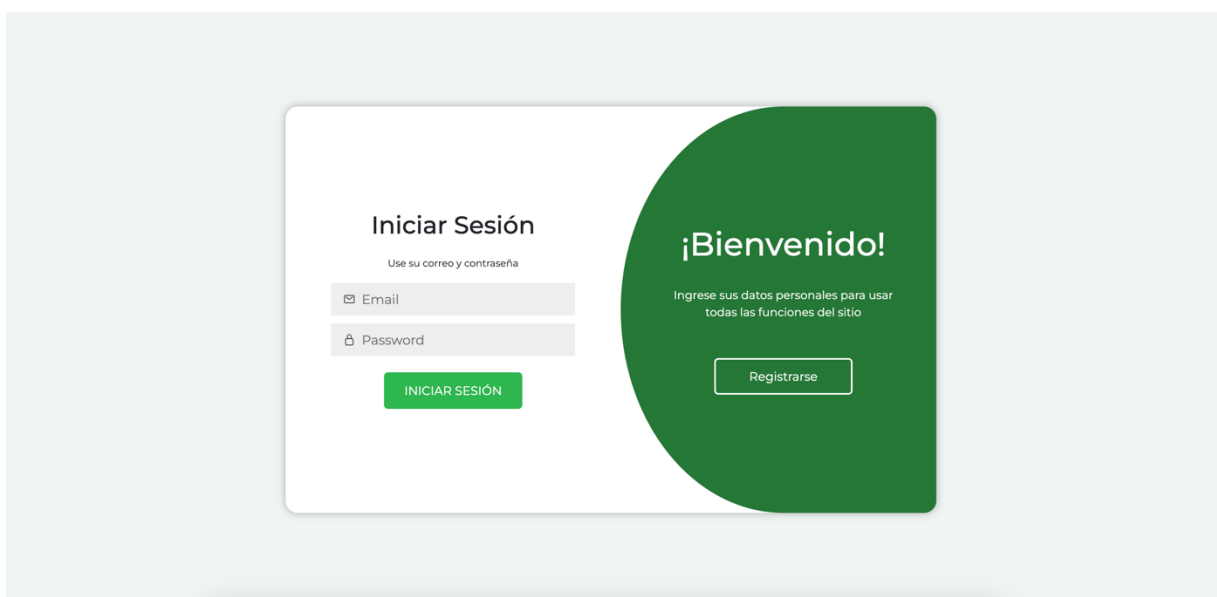 Iniciar Sesión
Use su correo y contraseña
Email
Password
INICIAR SESIÓN
¡Bienvenido!
Ingrese sus datos personales para usar
todas las funciones del sitio
Registrarse